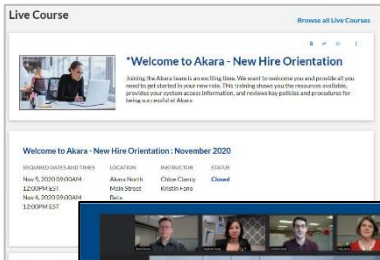 Live Course
Browse all Live Courses
*Welcome to Akara - New Hire Orientation
Joining the Akara team is an exciting time. We want to welcome you and provide all you
need to get started in your new role. This training shows you the resources available,
provides your system access information, and reviews key policies and procedures for
being successful at Akara
Welcome to Akara - New Hire Orientation : November 2020
REQUIRED DATES AND TIMES LOCATION INSTRUCTOR STATUS
Nov 5, 2020 09:00AM - Akara North Chloe Clancy Closed
12:00PM EST Main Street Kristin Fano
Nov 6, 2020 09:00AM - Beta
12:00PM EST